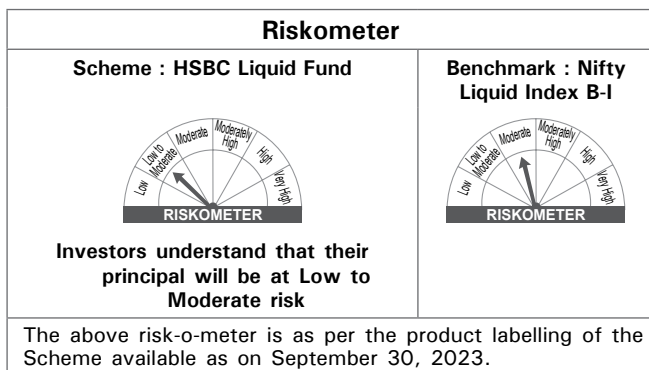 Riskometer
Scheme : HSBC Liquid Fund
Low
Low to
Moderate
Moderate
Moderately
High
High
Very High
RISKOMETER
Investors understand that their
principal will be at Low to
Moderate risk
Benchmark : Nifty
Liquid Index B-I
Low
Low to
Moderate
Moderate
Moderately
High
High
Very High
RISKOMETER
The above risk-o-meter is as per the product labelling of the
Scheme available as on September 30, 2023.